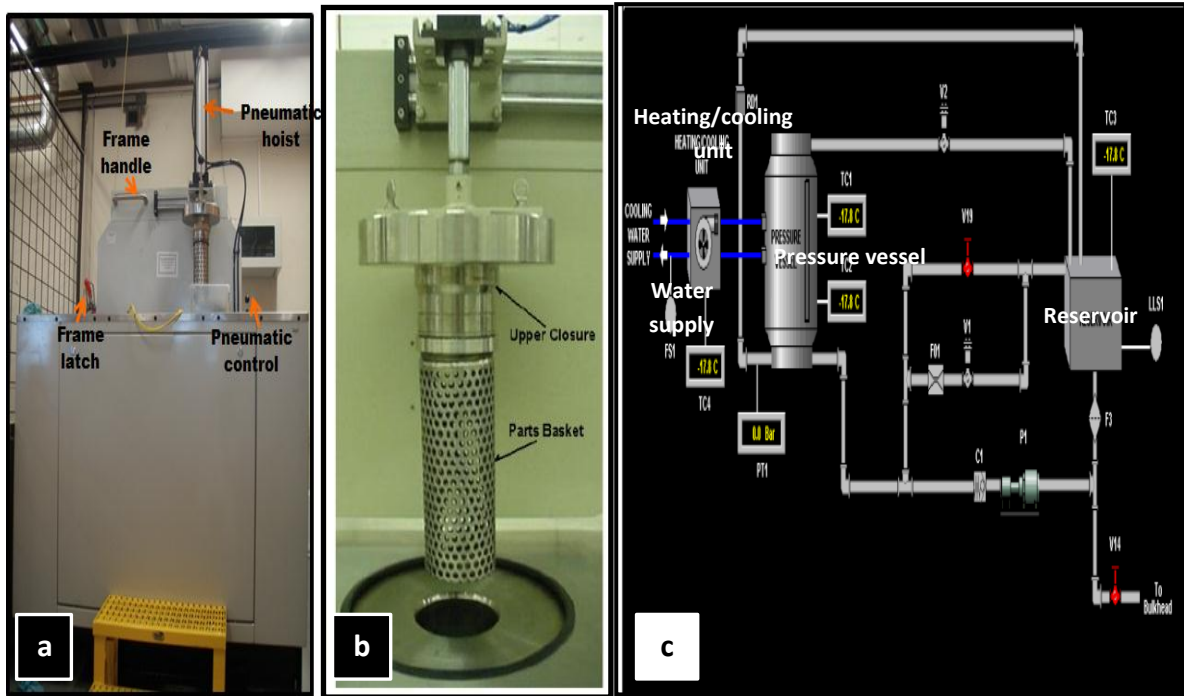 Pneumatic
hoist
Frame
handle
Frame
latch
Pneumatic
control
a
Upper Closure
Parts Basket
b
RD1
V2
TC3
-17.8 C
Heating/cooling
unit
HEATING/COOLING
UNIT
TC1
-17.8 C
COOLING
WATER
SUPPLY
V19
PRESSURE
VESSEL
Pressure vessel
TC2
-17.8 C
Water
supply
FS1
Reservoir
LLS1
V1
F01
-17.8 C
TC4
0.0 Bar
PT1
F3
C1
P1
V14
To
Bulkhead
c